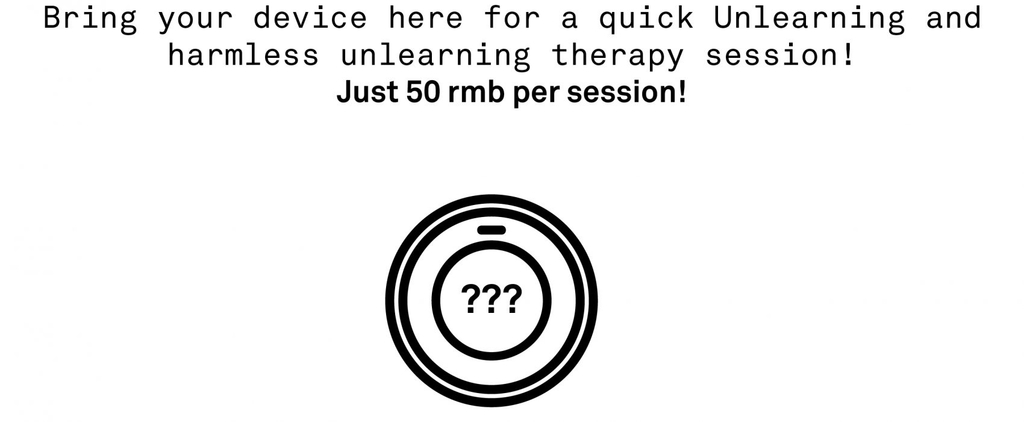 Bring your device here for a quick Unlearning and
harmless unlearning therapy session!
Just 50 rmb per session!
???